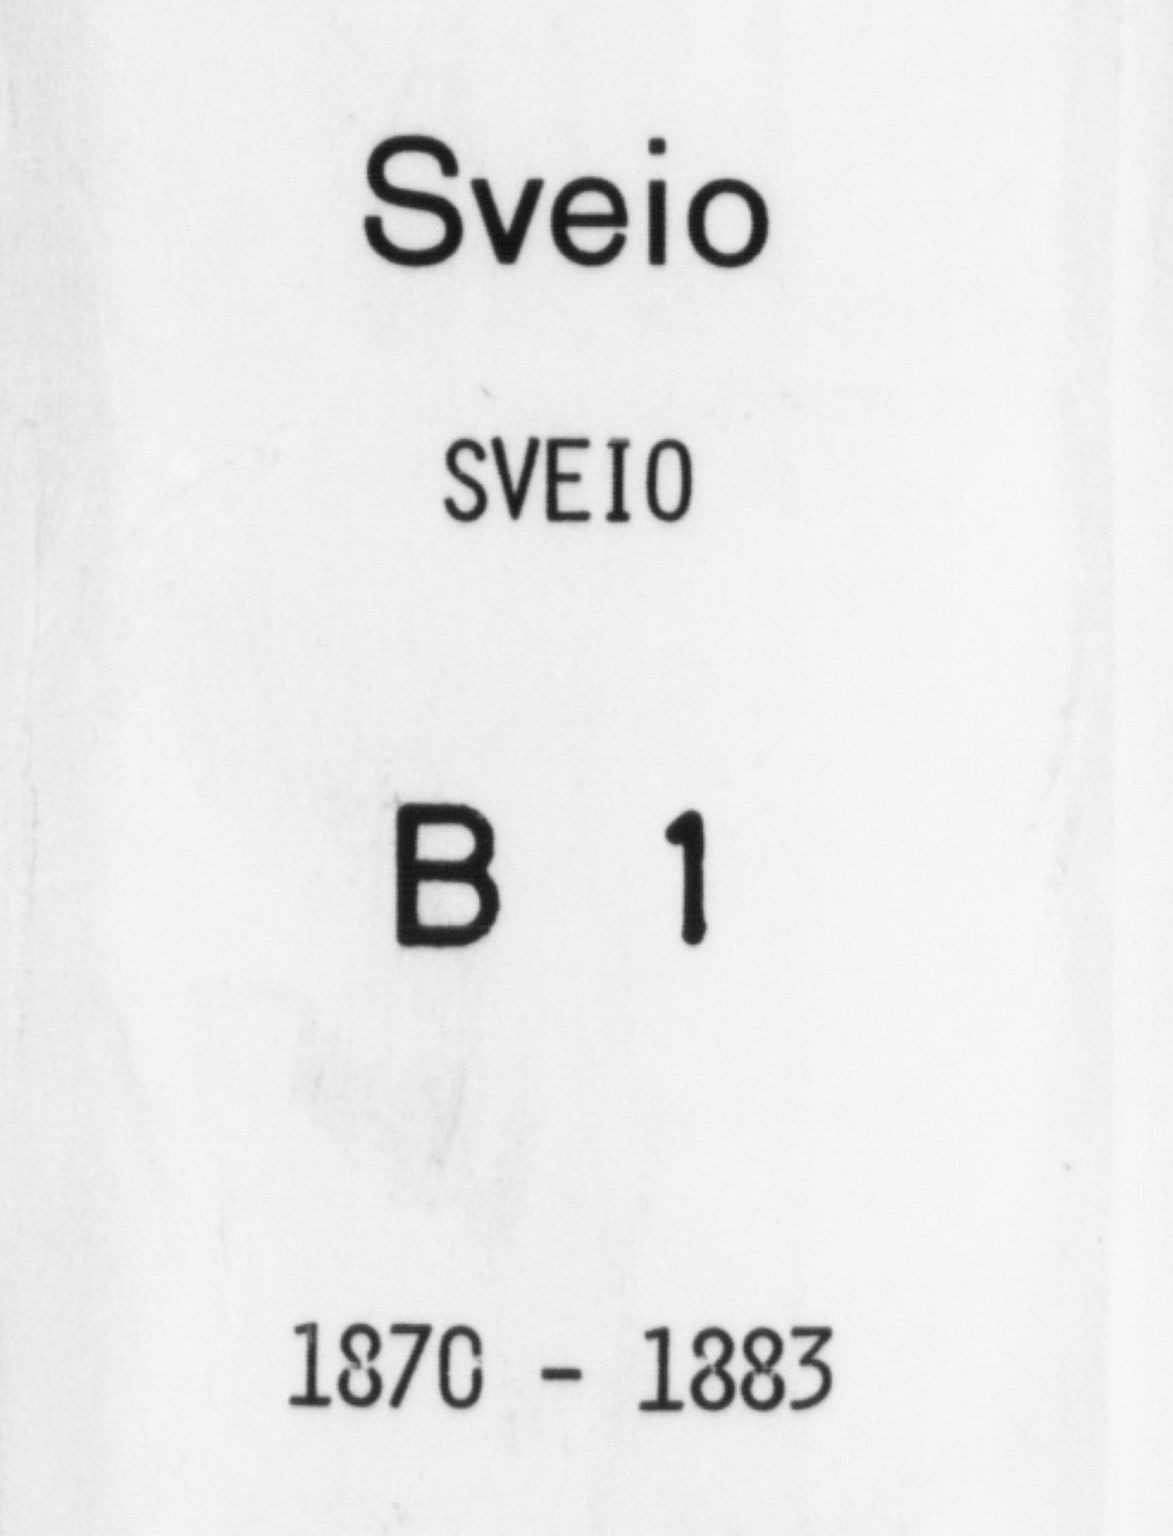 Sveio
SVEIO
B 1
1870 - 1883